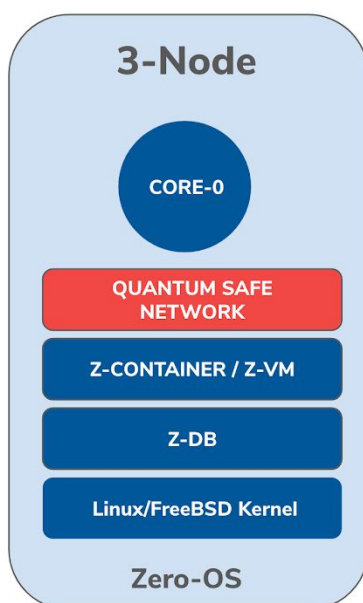 3-Node
CORE-0
QUANTUM SAFE
NETWORK
Z-CONTAINER / Z-VM
Z-DB
Linux/FreeBSD Kernel
Zero-OS